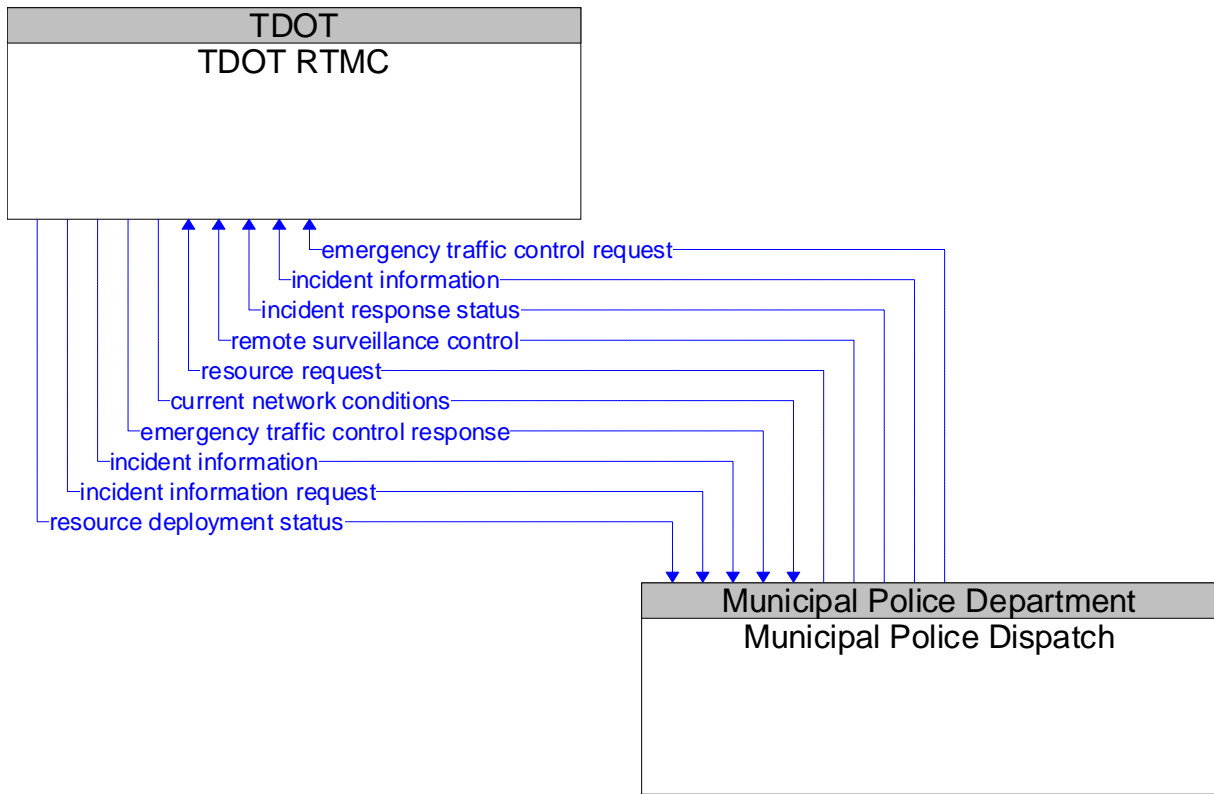 TDOT
TDOT RTMC
emergency traffic control request
incident information
incident response status
remote surveillance control
resource request
current network conditions
emergency traffic control response
incident information
incident information request
resource deployment status
Municipal Police Department
Municipal Police Dispatch